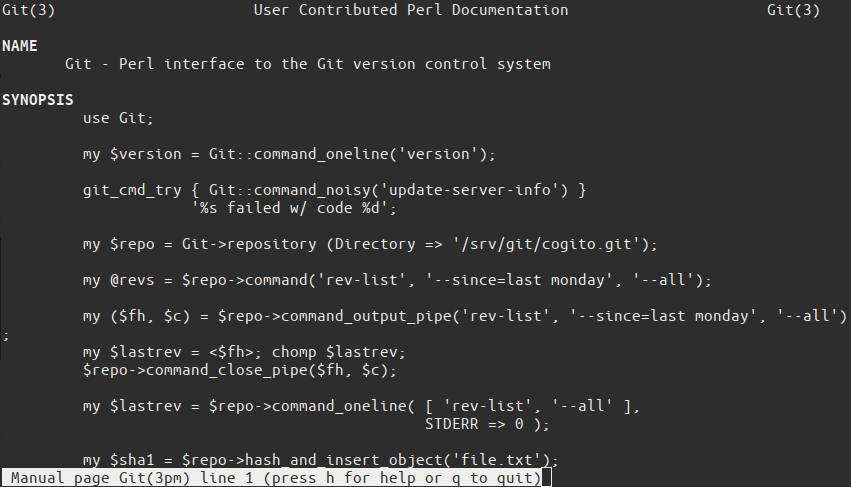 Git(3) User Contributed Perl Documentation Git(3)
NAME
Git - Perl interface to the Git version control system
SYNOPSIS
use Git;
my $version = Git::command_oneline('version');
git_cmd_try { Git::command_noisy('update-server-info') }
'%s failed w/ code %d';
my $repo = Git->repository (Directory => '/srv/git/cogito.git');
my @revs = $repo->command('rev-list', '--since=last monday', '--all');
my ($fh, $c) = $repo->command_output_pipe('rev-list', '--since=last monday', '--all')
;
my $lastrev = <$fh>; chomp $lastrev;
$repo->command_close_pipe($fh, $c);
my $lastrev = $repo->command_oneline( [ 'rev-list', '--all' ],
STDERR => 0 );
my $sha1 = $repo->hash_and_insert_object('file.txt');
Manual page Git(3pm) line 1 (press h for help or q to quit)